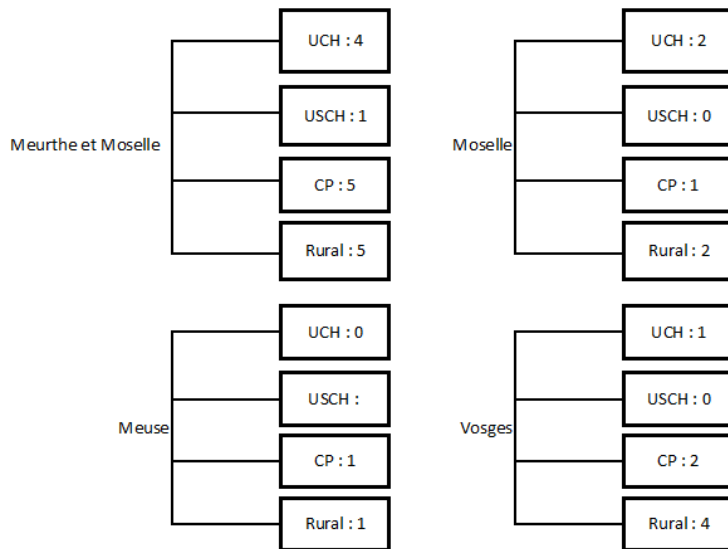 UCH : 4
USCH : 1
Meurthe et Moselle
CP : 5
Rural : 5
UCH : 2
USCH : 0
Moselle
CP : 1
Rural : 2
UCH : 0
USCH :
Meuse
CP : 1
Rural : 1
UCH : 1
USCH : 0
Vosges
CP : 2
Rural : 4